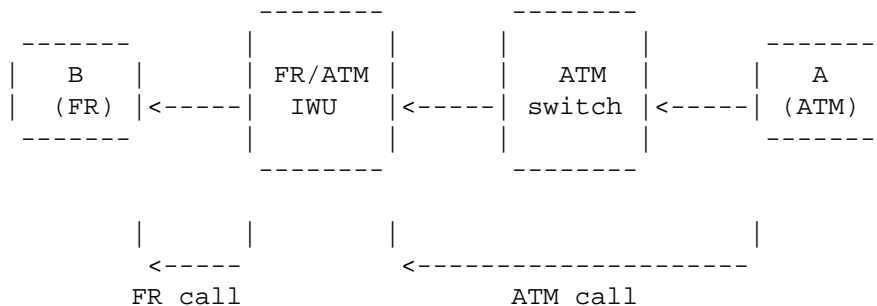 B FR/ATM ATM A
(FR) IWU switch (ATM)
FR call ATM call